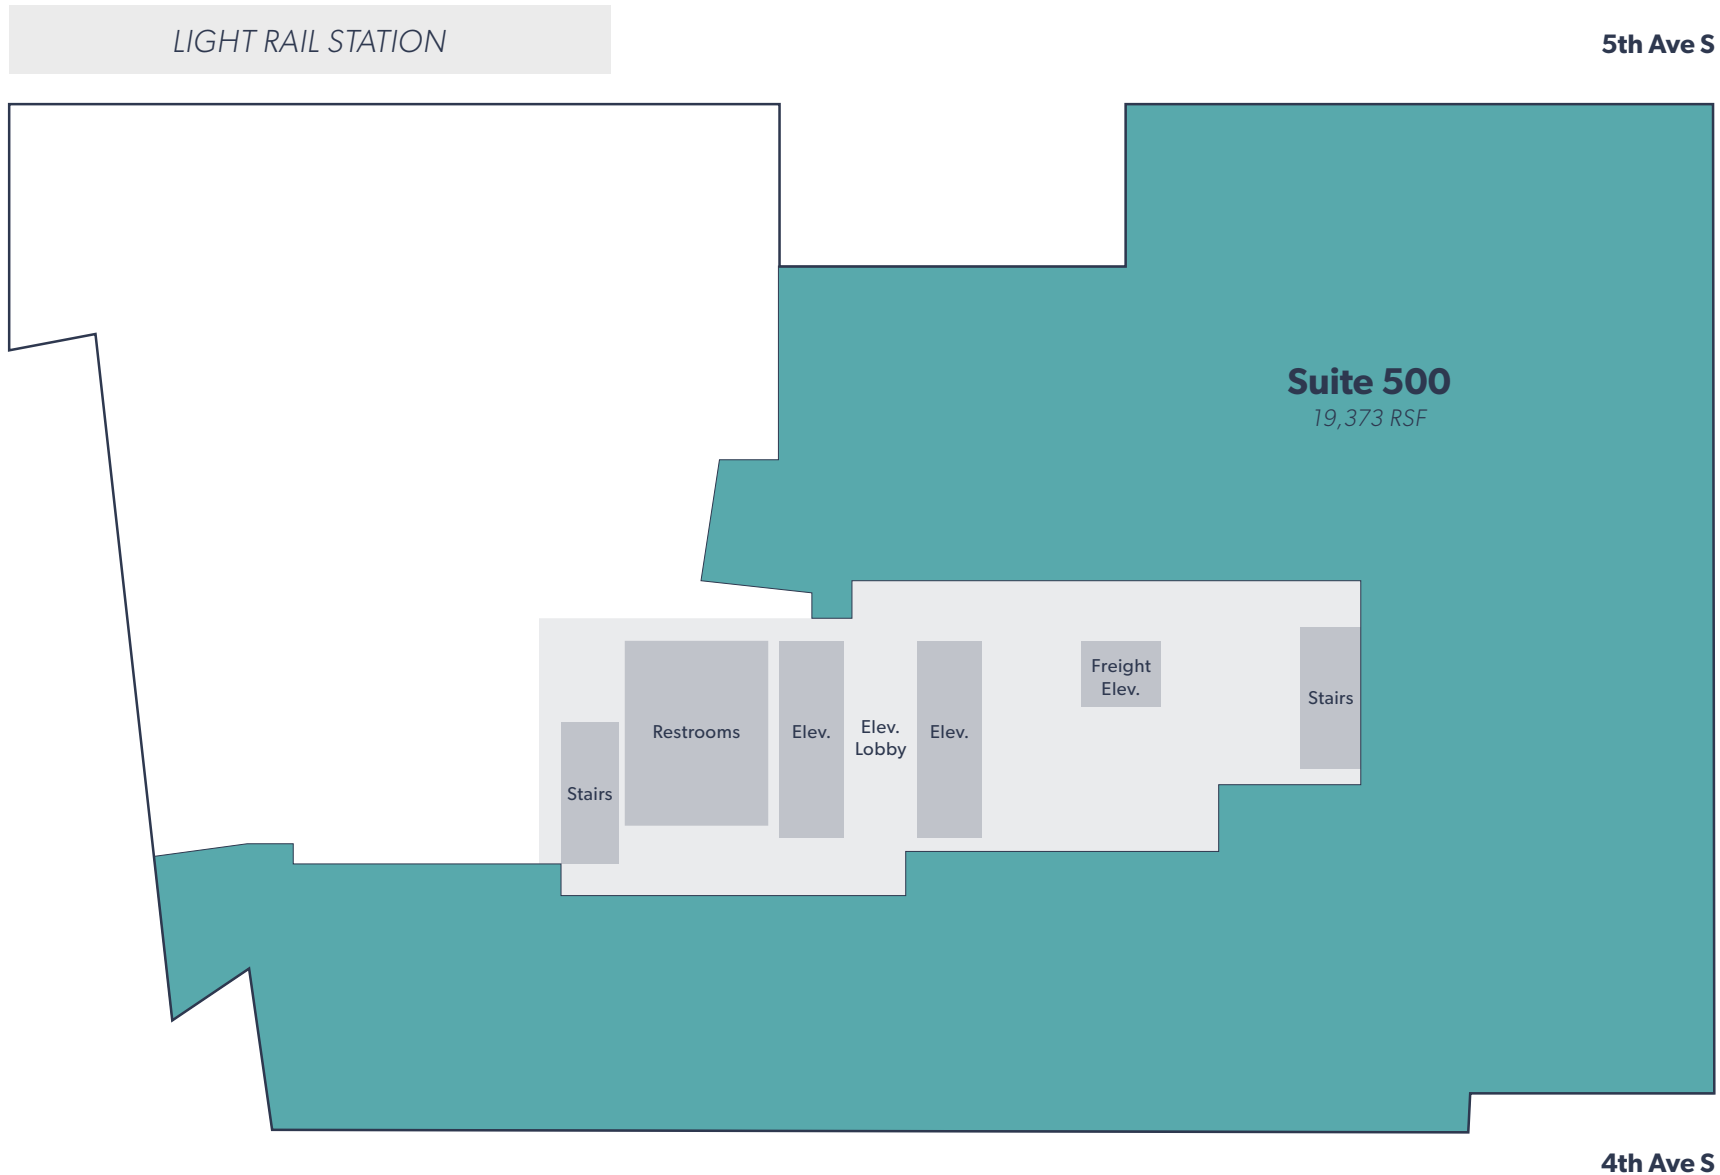 LIGHT RAIL STATION
5th Ave S
Suite 500
19,373 RSF
Freight
Elev.
Stairs
Restrooms
Elev.
Elev.
Lobby
Elev.
Stairs
4th Ave S